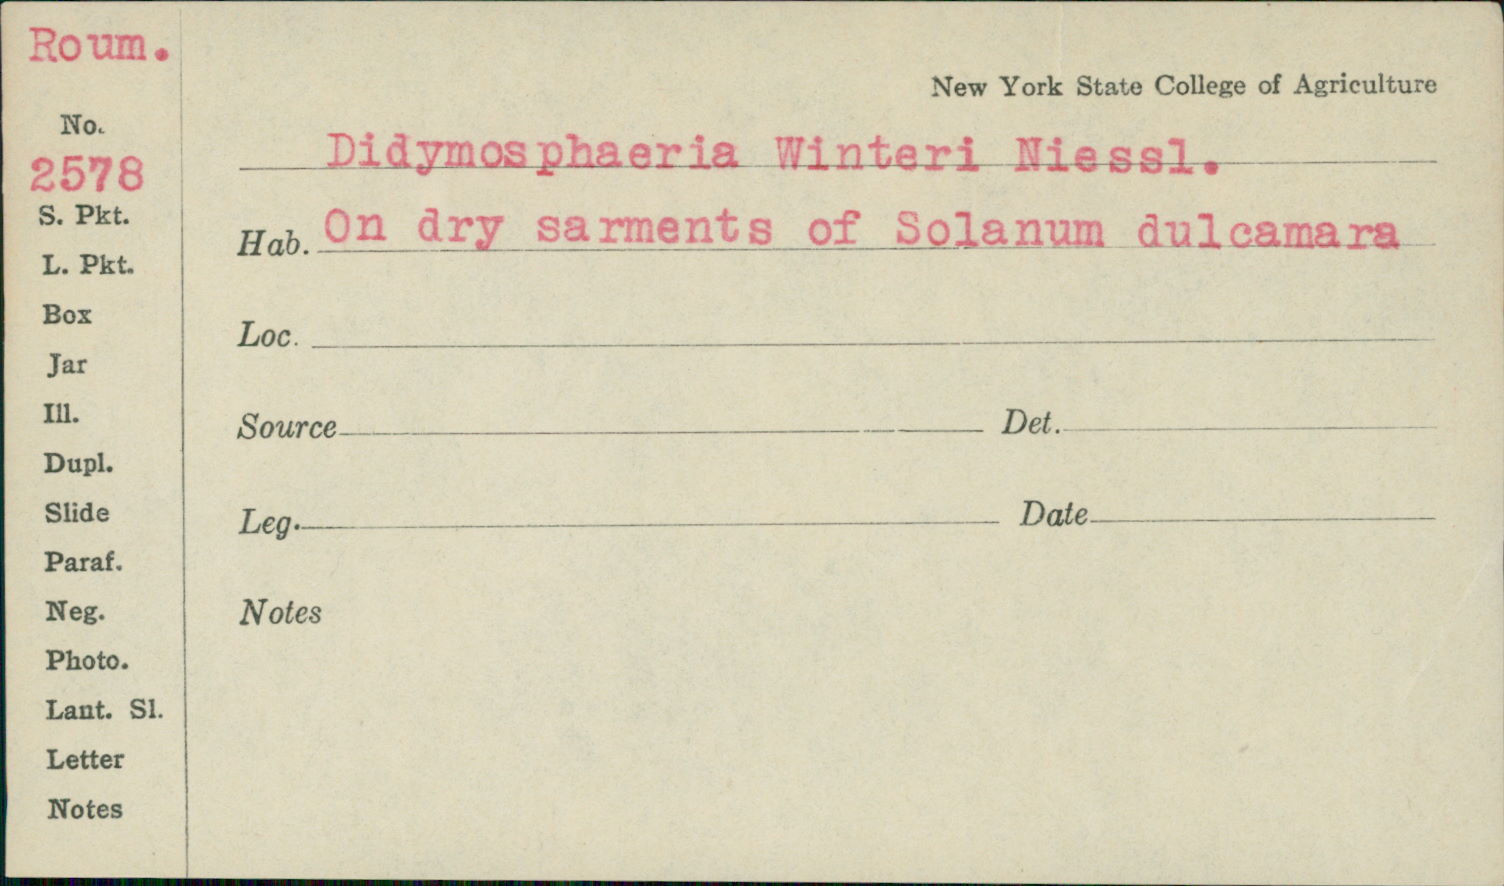 Roum.
New York State College of Agriculture
No.
2578
Didymosphaeria Winteri Niessl.
S. Pkt.
Hab. On dry sarments of Solanum dulcamara
L. Pkt.
Box
Loc.
Jar
Ill.
Source Det.
Dupl.
Slide
Leg. Date
Paraf.
Neg.
Notes
Photo.
Lant. Sl.
Letter
Notes